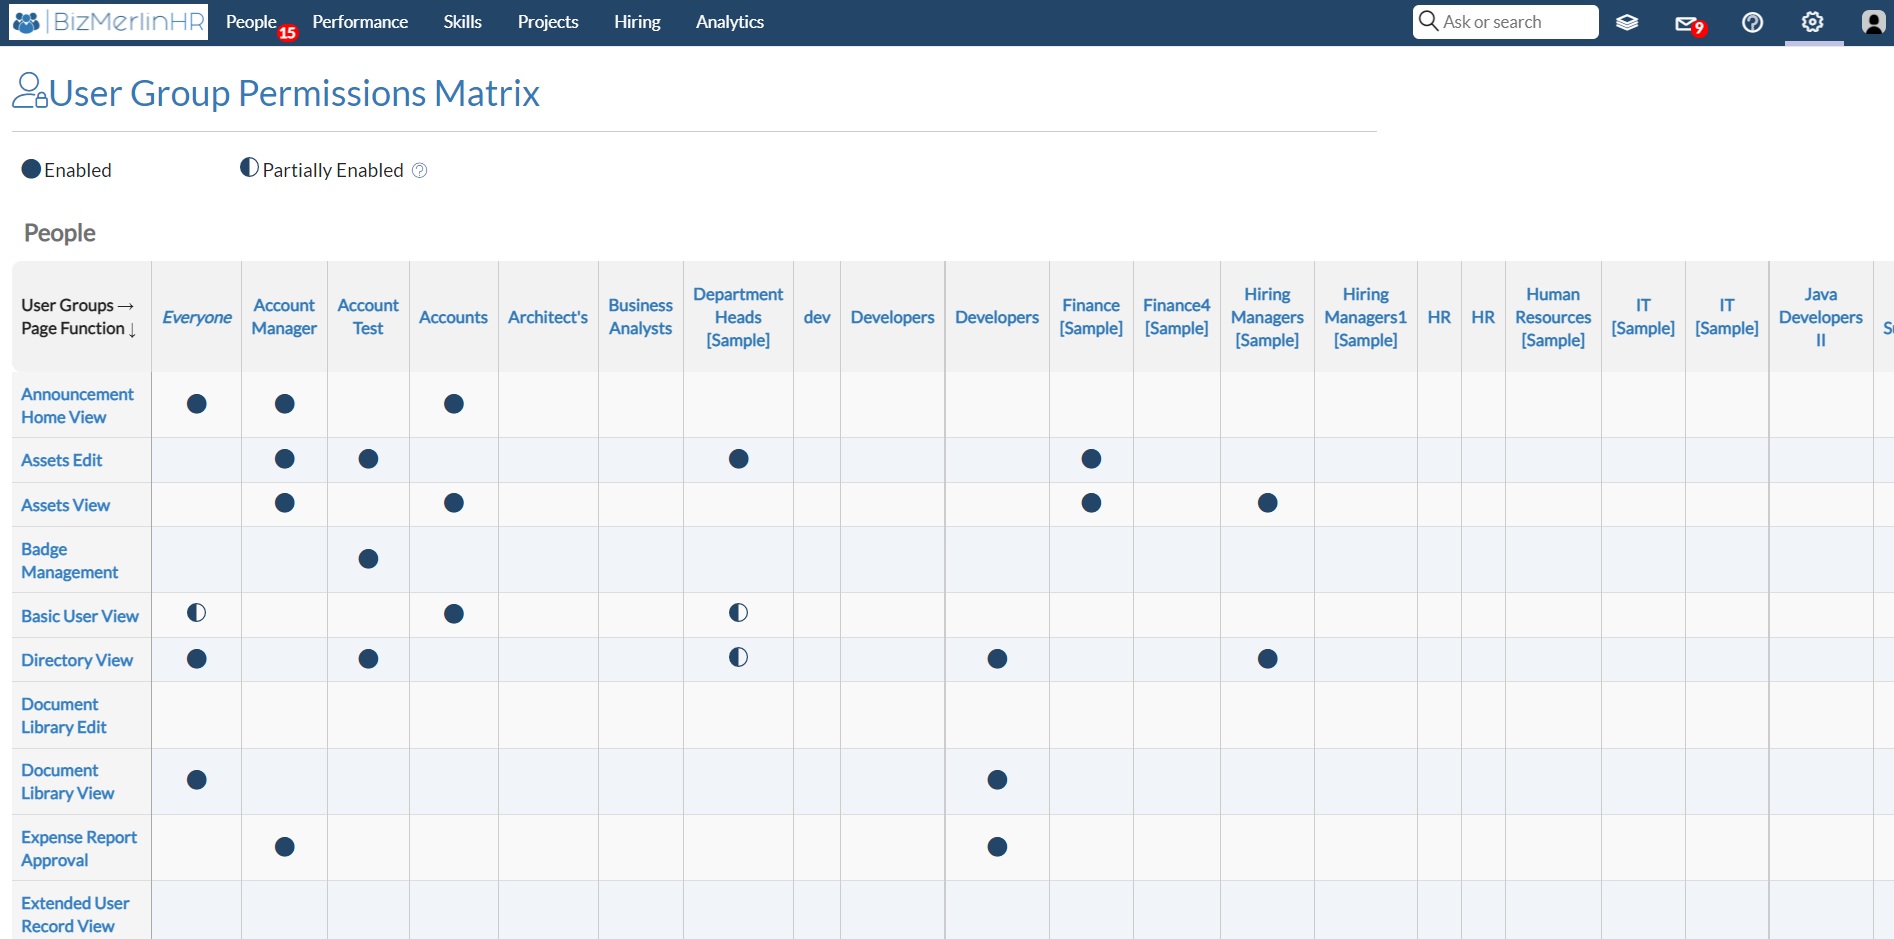 BizMerlinHR People 15 Performance Skills Projects Hiring Analytics Ask or search 9
User Group Permissions Matrix
Enabled Partially Enabled
People
User Groups →
Page Function ↓
Everyone
Account
Manager
Account
Test
Accounts
Architect's
Business
Analysts
Department
Heads
[Sample]
dev
Developers
Developers
Finance
[Sample]
Finance4
[Sample]
Hiring
Managers
[Sample]
Hiring
Managers1
[Sample]
HR
HR
Human
Resources
[Sample]
IT
[Sample]
IT
[Sample]
Java
Developers
II
Announcement
Home View
Assets Edit
Assets View
Badge
Management
Basic User View
Directory View
Document
Library Edit
Document
Library View
Expense Report
Approval
Extended User
Record View